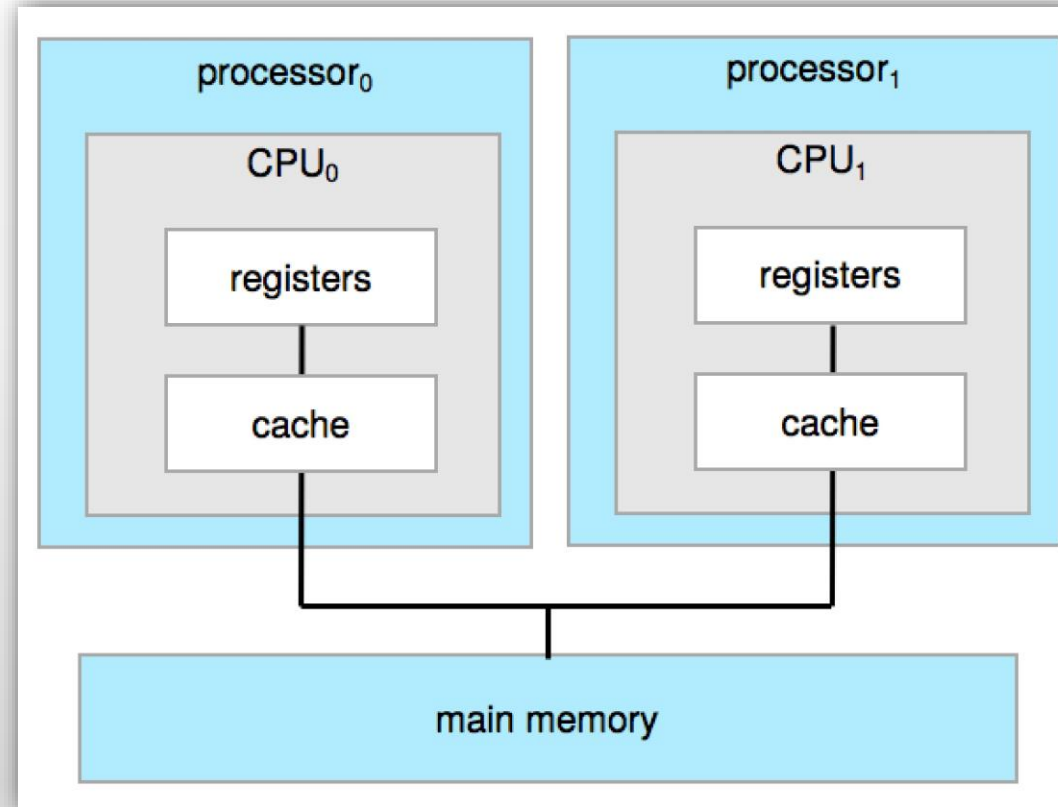 processor₀
CPU₀
registers
cache
processor₁
CPU₁
registers
cache
main memory